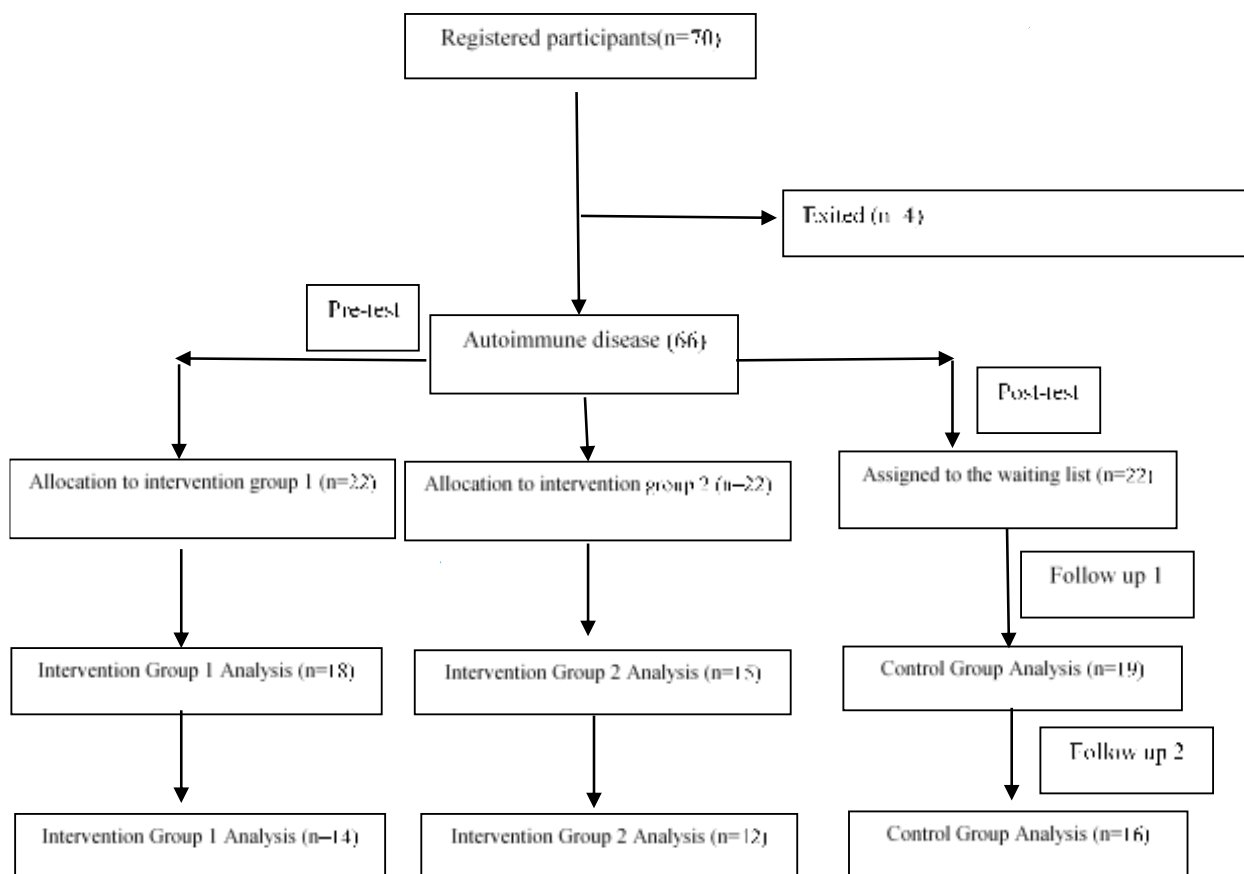 Registered participants(n=70)
Exited (n=4)
Pre-test
Autoimmune disease (66)
Post-test
Allocation to intervention group 1 (n=22)
Allocation to intervention group 2 (n=22)
Assigned to the waiting list (n=22)
Follow up 1
Intervention Group 1 Analysis (n=18)
Intervention Group 2 Analysis (n=15)
Control Group Analysis (n=19)
Follow up 2
Intervention Group 1 Analysis (n=14)
Intervention Group 2 Analysis (n=12)
Control Group Analysis (n=16)